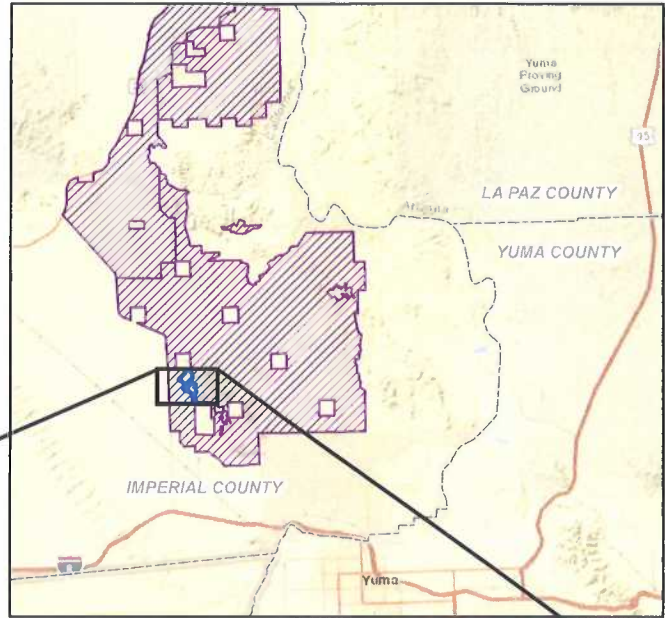 Yuma
Proving
Ground
95
LA PAZ COUNTY
Arizona
YUMA COUNTY
IMPERIAL COUNTY
8
Yuma